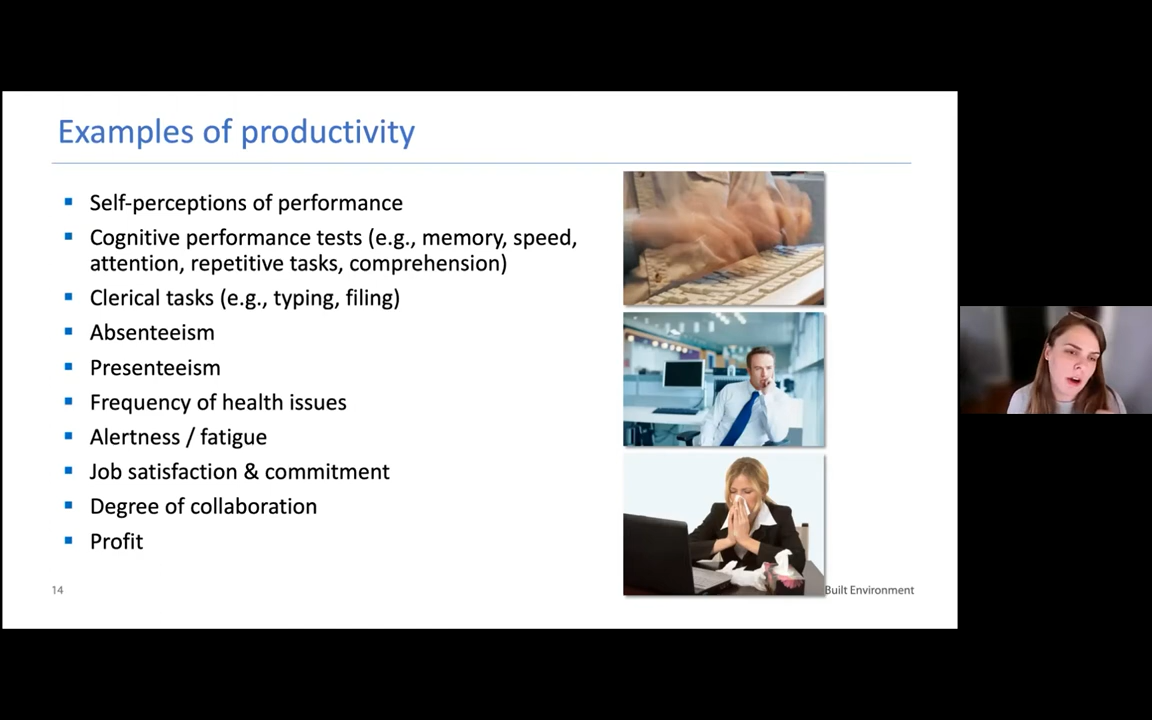 Examples of productivity
Self-perceptions of performance
Cognitive performance tests (e.g., memory, speed,
attention, repetitive tasks, comprehension)
Clerical tasks (e.g., typing, filing)
Absenteeism
Presenteeism
Frequency of health issues
Alertness / fatigue
Job satisfaction & commitment
Degree of collaboration
Profit
14
Built Environment